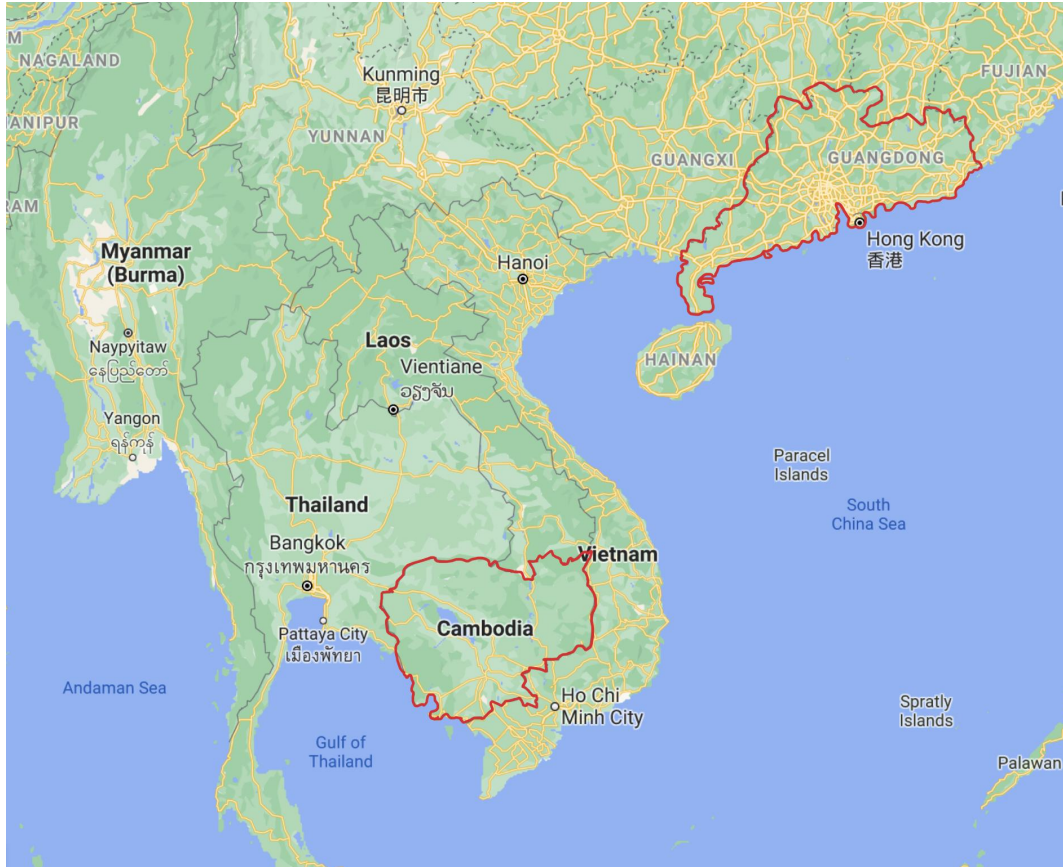 M
NAGALAND
MANIPUR
RAM
Kunming
昆明市
YUNNAN
GUANGXI
GUANGDONG
FUJIAN
Hong Kong
香港
Myanmar
(Burma)
Hanoi
Naypyitaw
နေပြည်တော်
Laos
Vientiane
ວຽງຈັນ
HAINAN
Yangon
ရန်ကုန်
Paracel
Islands
South
China Sea
Thailand
Bangkok
กรุงเทพมหานคร
Vietnam
Pattaya City
เมืองพัทยา
Cambodia
Andaman Sea
Ho Chi
Minh City
Gulf of
Thailand
Spratly
Islands
Palawan